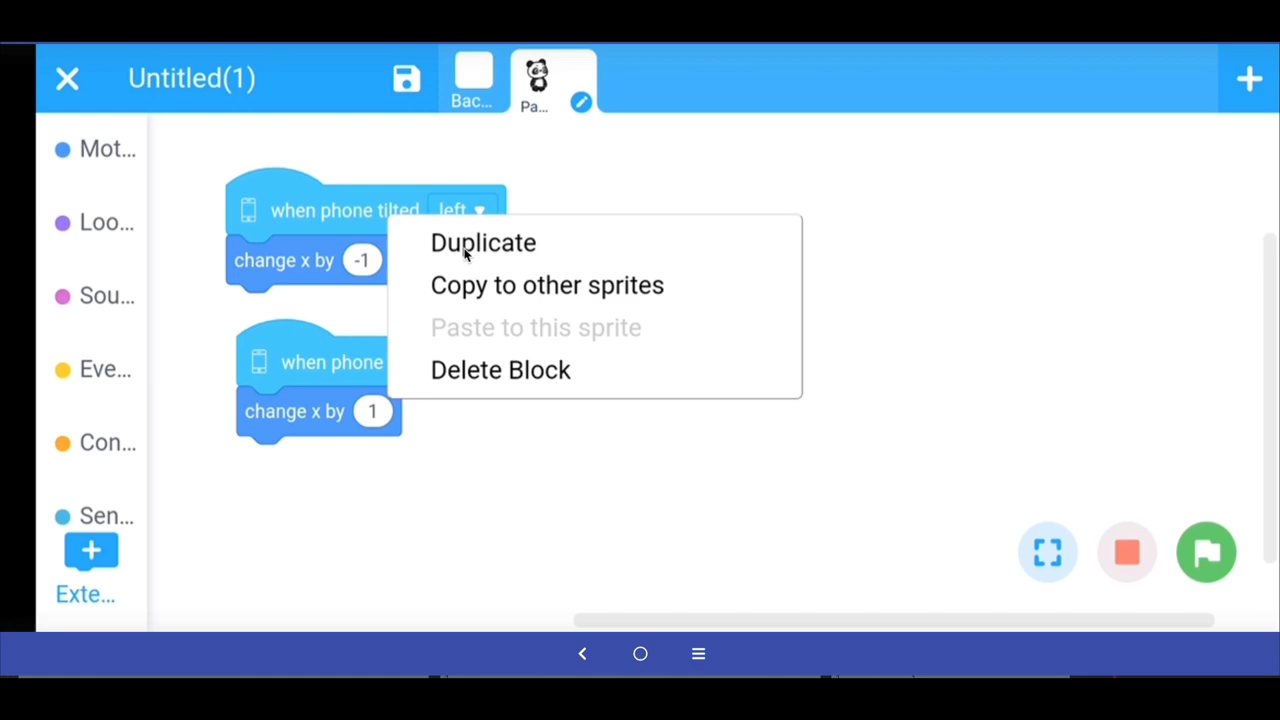 Untitled(1)
Bac...
Pa...
Mot...
Loo...
Sou...
Eve...
Con...
Sen...
Exte...
when phone tilted left
change x by -1
when phone
change x by 1
Duplicate
Copy to other sprites
Paste to this sprite
Delete Block